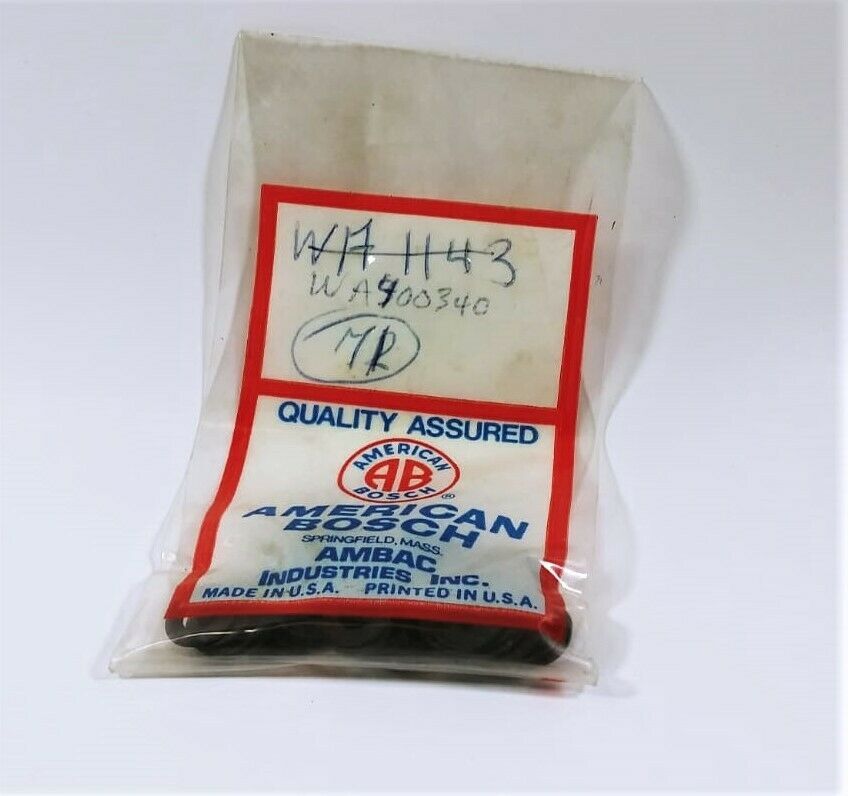 WA 1143
WA900340
MR
QUALITY ASSURED
AMERICAN
AB
BOSCH
®
AMERICAN
BOSCH
SPRINGFIELD, MASS.
AMBAC
INDUSTRIES INC.
MADE IN U.S.A. PRINTED IN U.S.A.